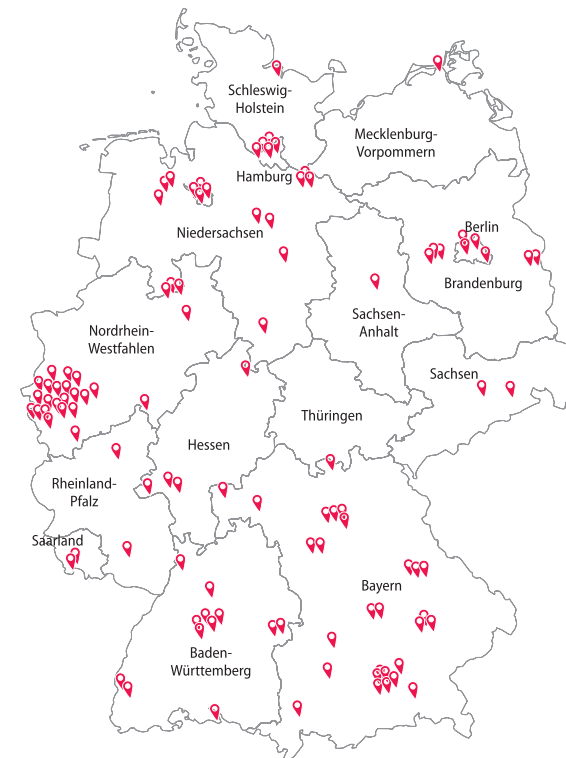 Schleswig-
Holstein
Mecklenburg-
Vorpommern
Hamburg
Niedersachsen
Berlin
Brandenburg
Sachsen-
Anhalt
Nordrhein-
Westfahlen
Sachsen
Thüringen
Hessen
Rheinland-
Pfalz
Saarland
Bayern
Baden-
Württemberg